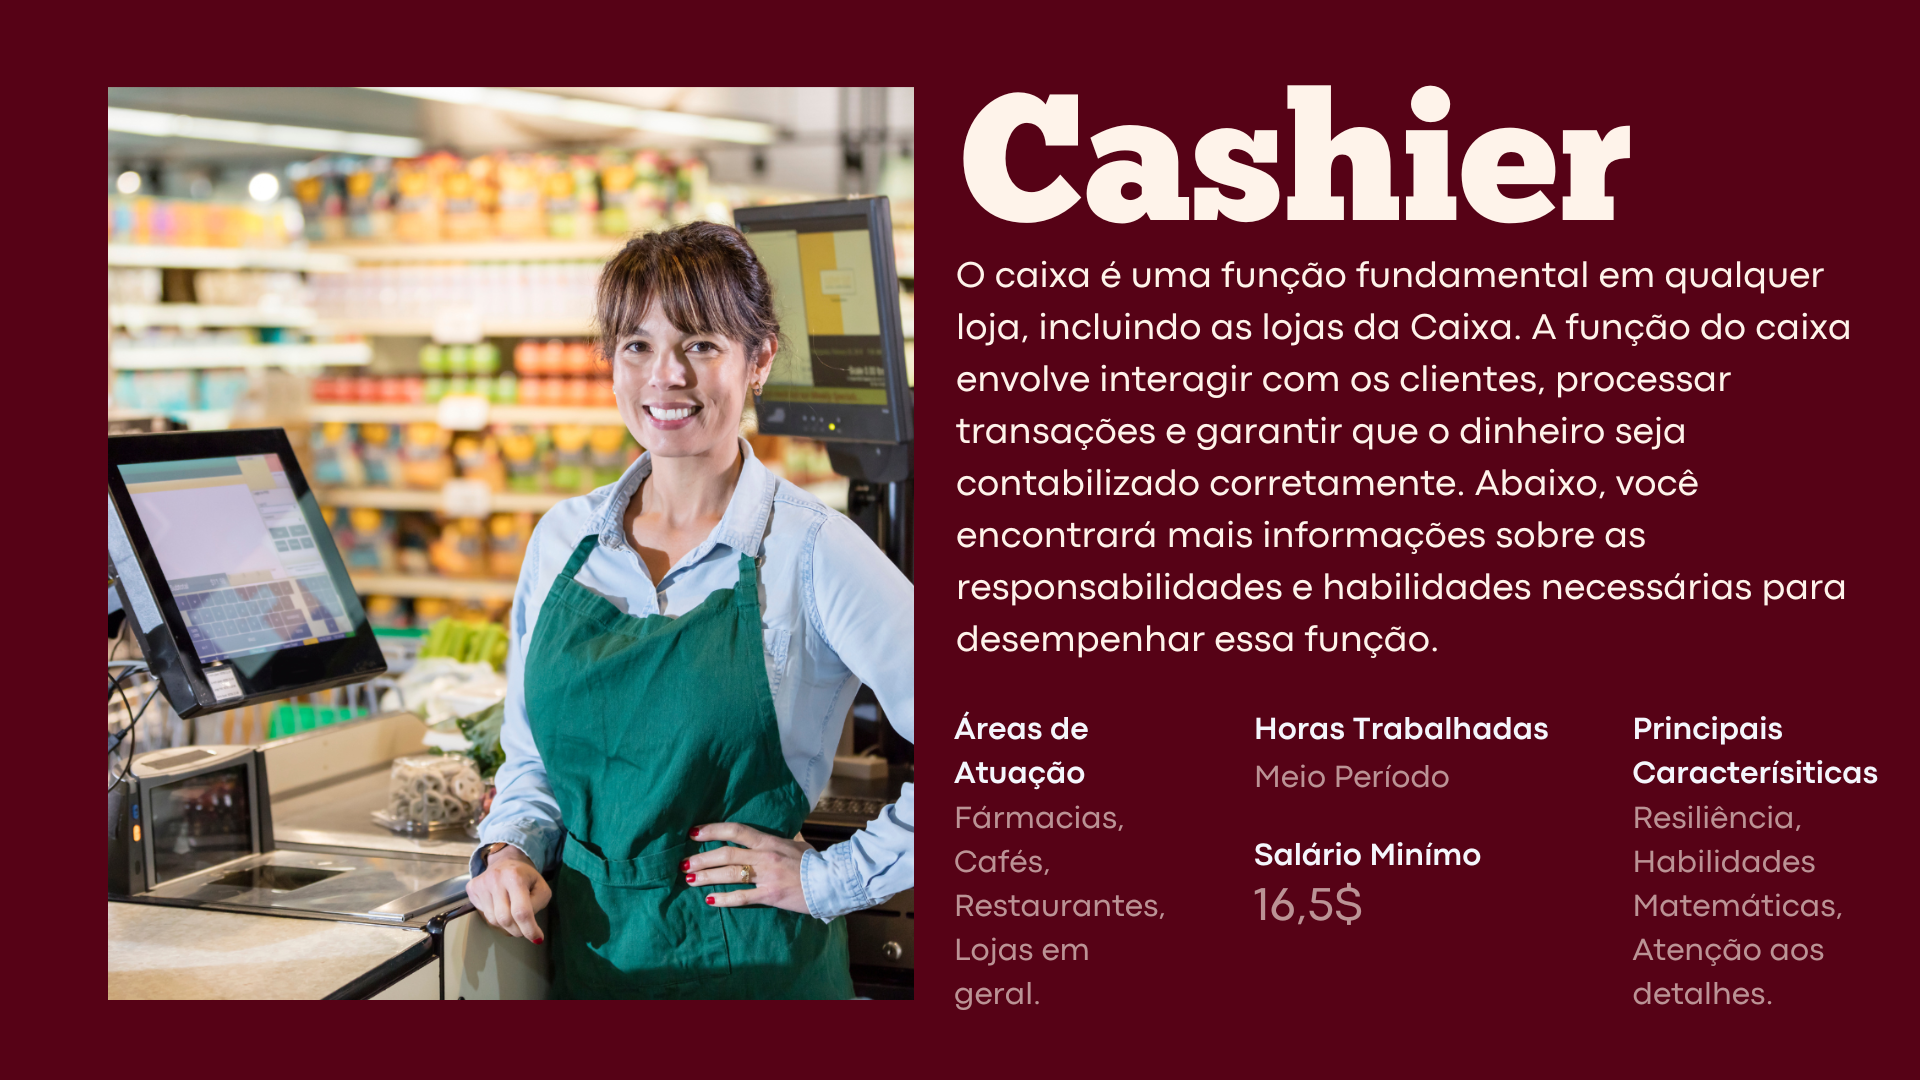 Cashier
O caixa é uma função fundamental em qualquer
loja, incluindo as lojas da Caixa. A função do caixa
envolve interagir com os clientes, processar
transações e garantir que o dinheiro seja
contabilizado corretamente. Abaixo, você
encontrará mais informações sobre as
responsabilidades e habilidades necessárias para
desempenhar essa função.
Áreas de
Atuação
Fármacias,
Cafés,
Restaurantes,
Lojas em
geral.
Horas Trabalhadas
Meio Período
Salário Minímo
16,5$
Principais
Caracterísiticas
Resiliência,
Habilidades
Matemáticas,
Atenção aos
detalhes.